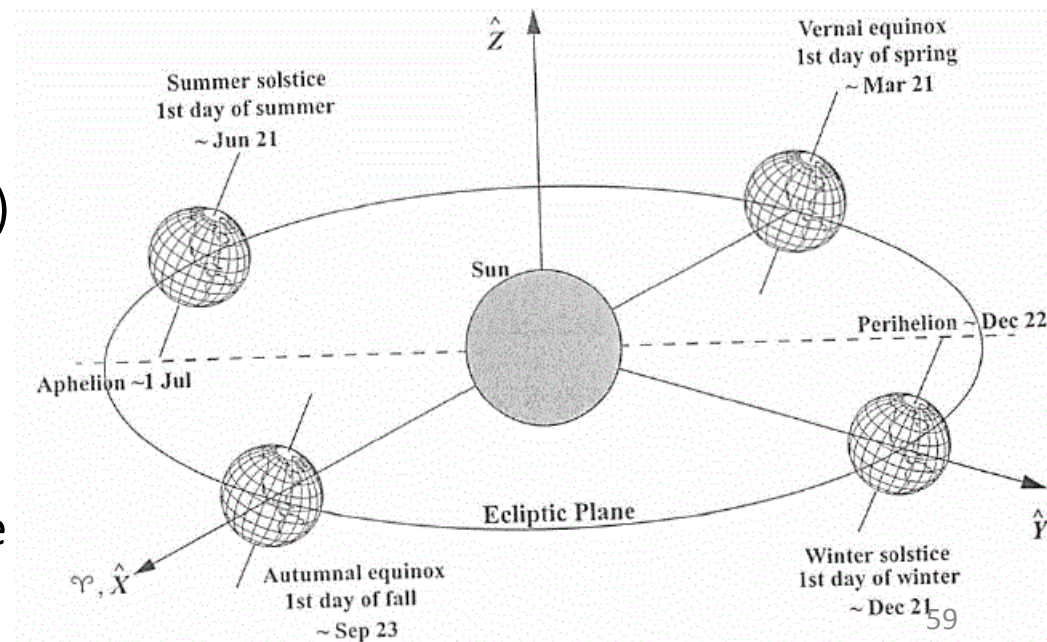 Ẑ
Vernal equinox
1st day of spring
~ Mar 21
Summer solstice
1st day of summer
~ Jun 21
)
Sun
Perihelion ~ Dec 22
Aphelion ~1 Jul
Ecliptic Plane
e
Ŷ
♈, X̂
Autumnal equinox
1st day of fall
~ Sep 23
Winter solstice
1st day of winter
~ Dec 21
59